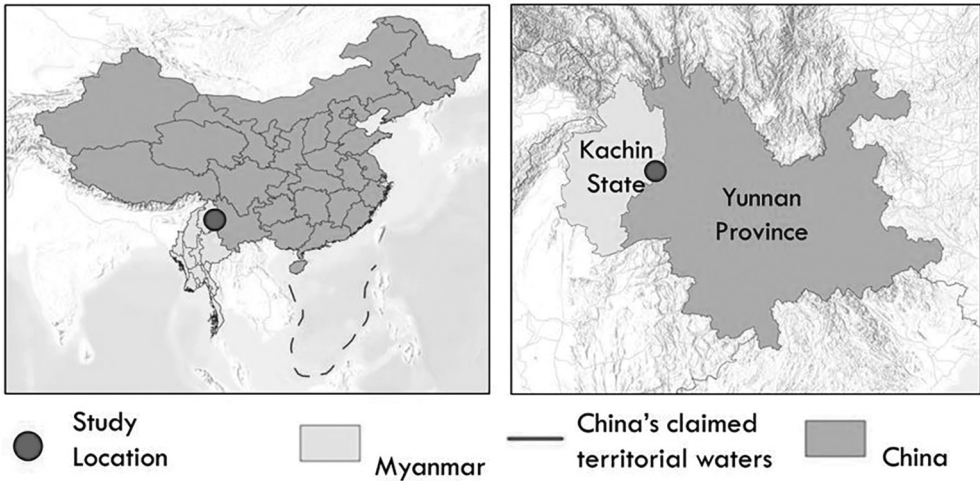 Kachin
State
Yunnan
Province
Study
Location
Myanmar
China's claimed
territorial waters
China